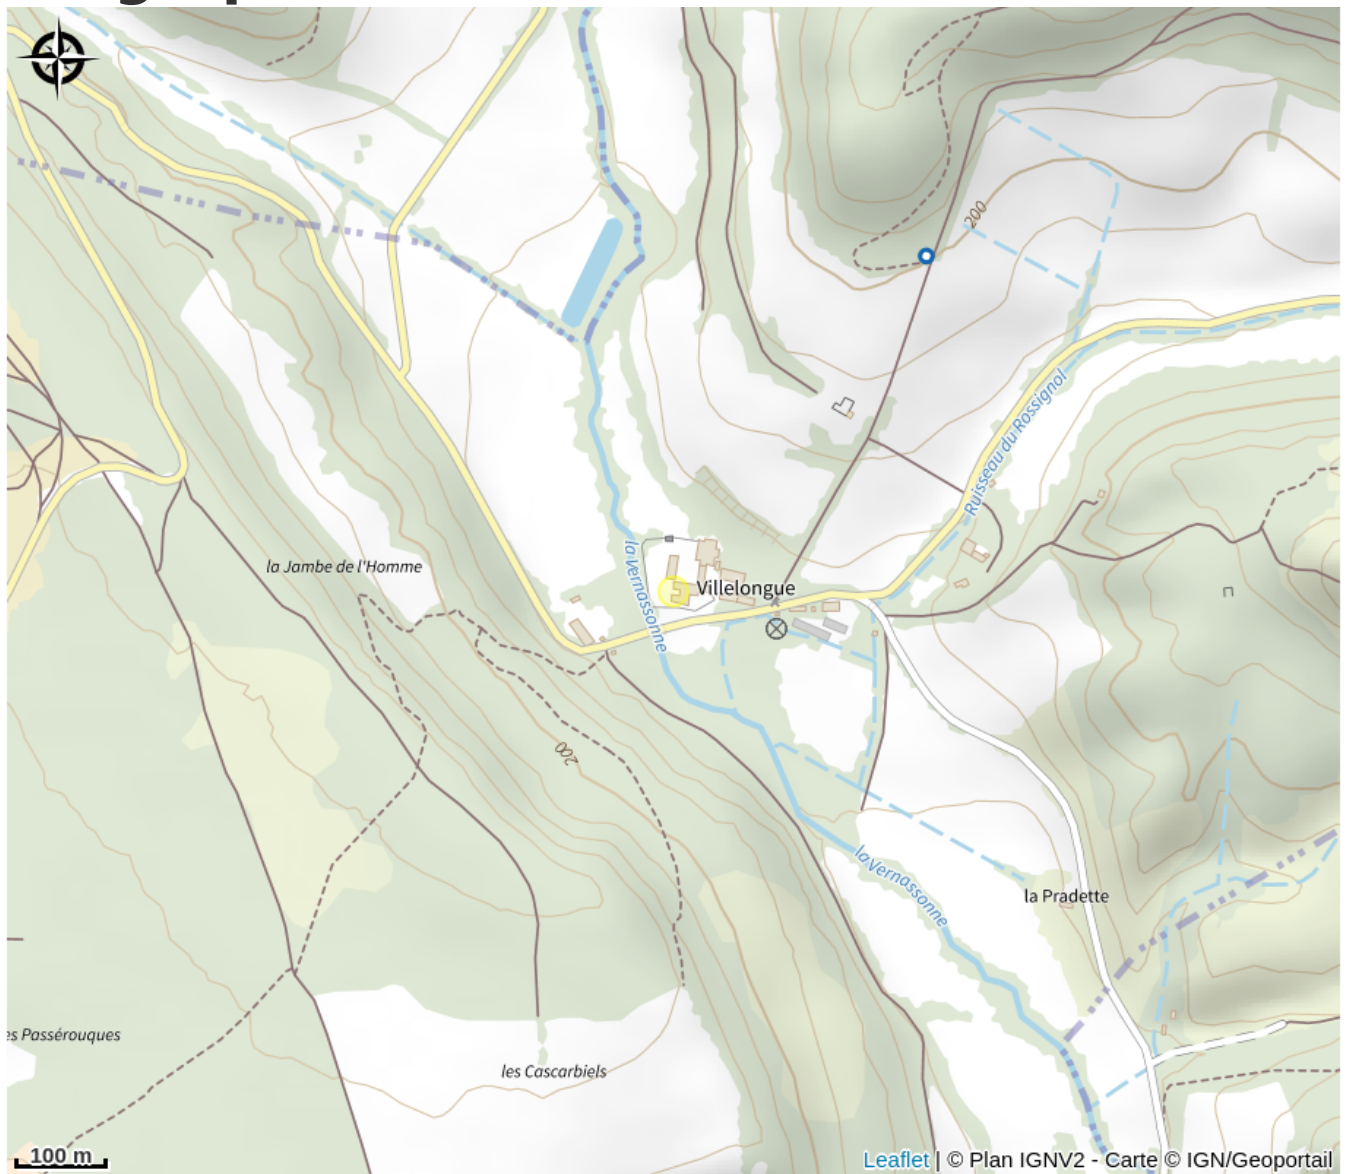 200
Ruisseau du Rossignol
la Jambe de l'Homme
la Vernassonne
Villelongue
200
la Vernassonne
la Pradette
es Passérouques
les Cascarbiels
100 m
Leaflet | © Plan IGNV2 - Carte © IGN/Geoportail